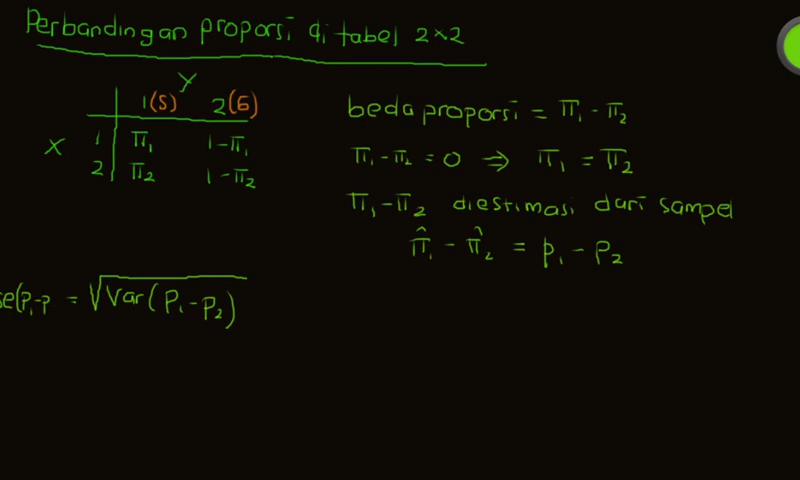 Perbandingan proporsi di tabel 2×2
Y
1(S) 2(G)
X 1 π₁ 1-π₁
2 π₂ 1-π₂
beda proporsi = π₁ - π₂
π₁-π₂ = 0 ⇒ π₁ = π₂
π₁-π₂ diestimasi dari sampel
π̂₁ - π̂₂ = p₁ - p₂
se(p₁-p = √var(p₁-p₂)